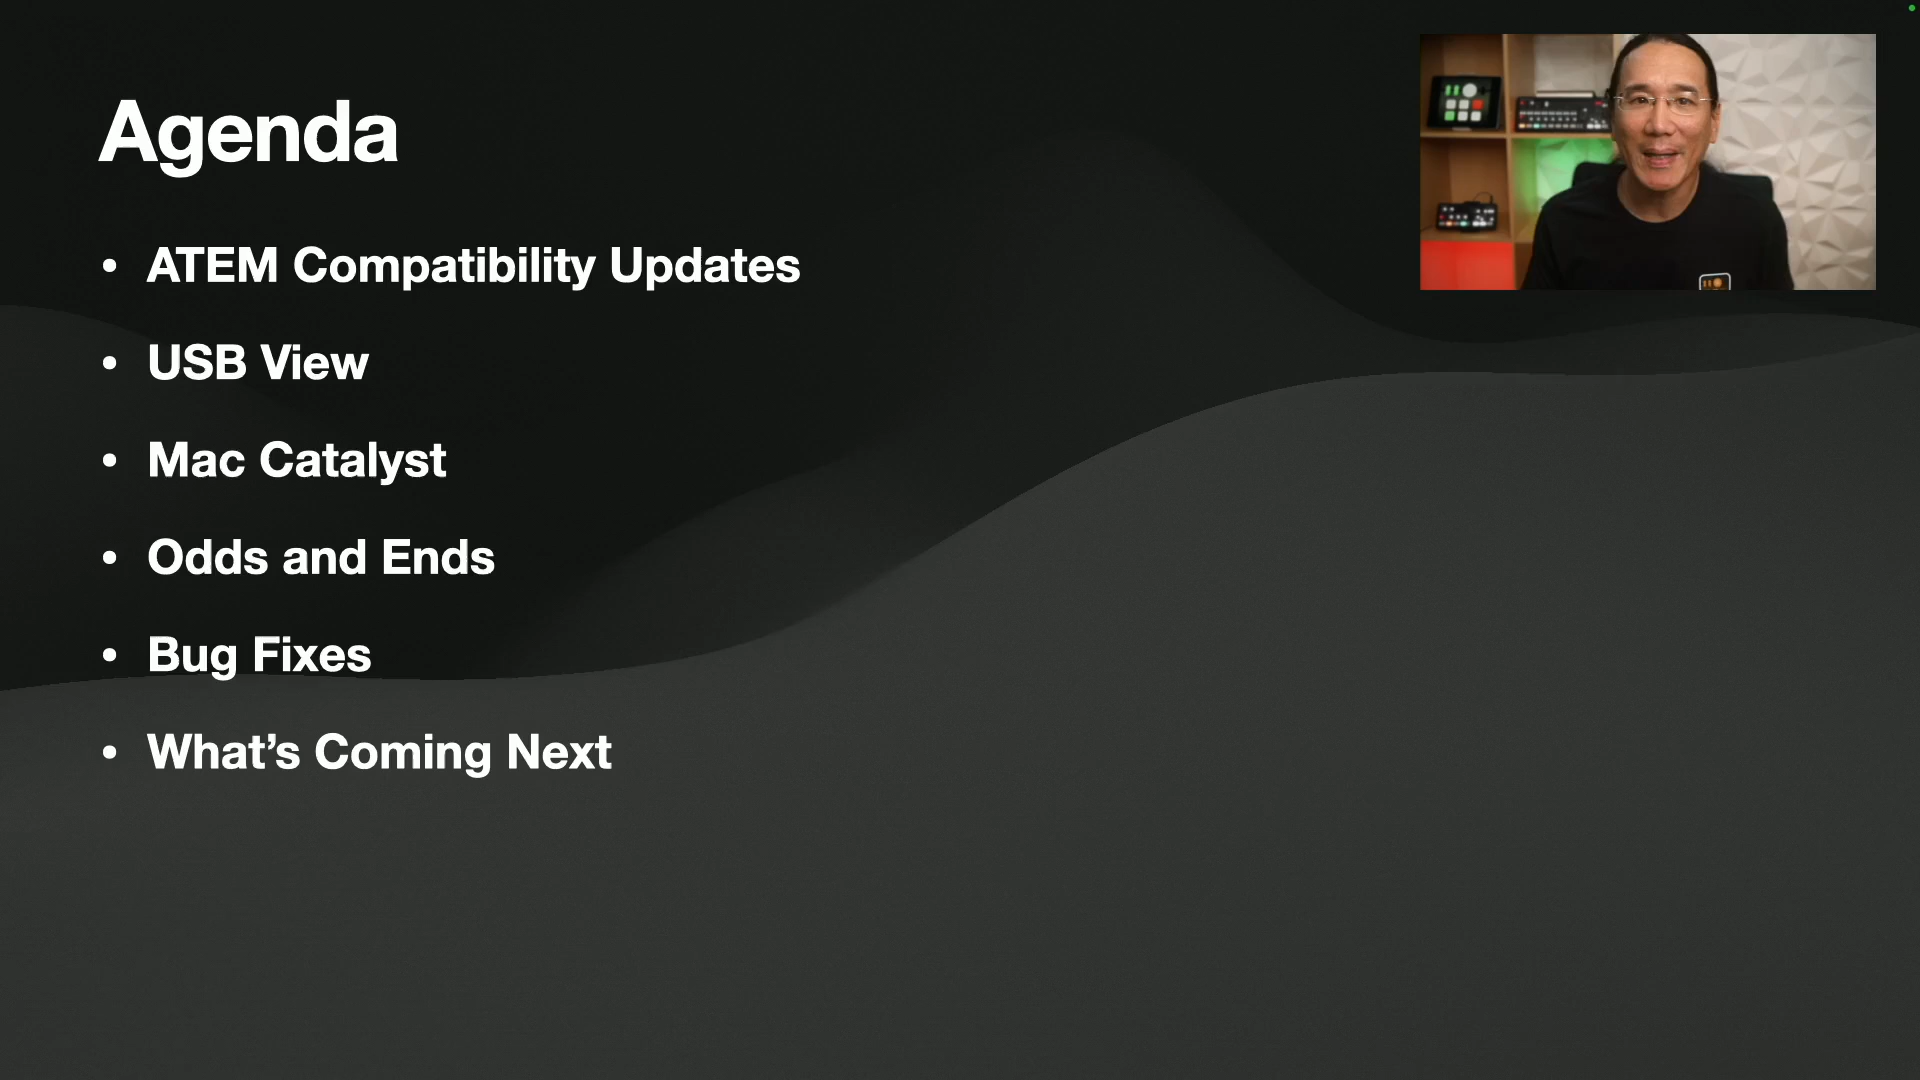 Agenda
• ATEM Compatibility Updates
• USB View
• Mac Catalyst
• Odds and Ends
• Bug Fixes
• What’s Coming Next